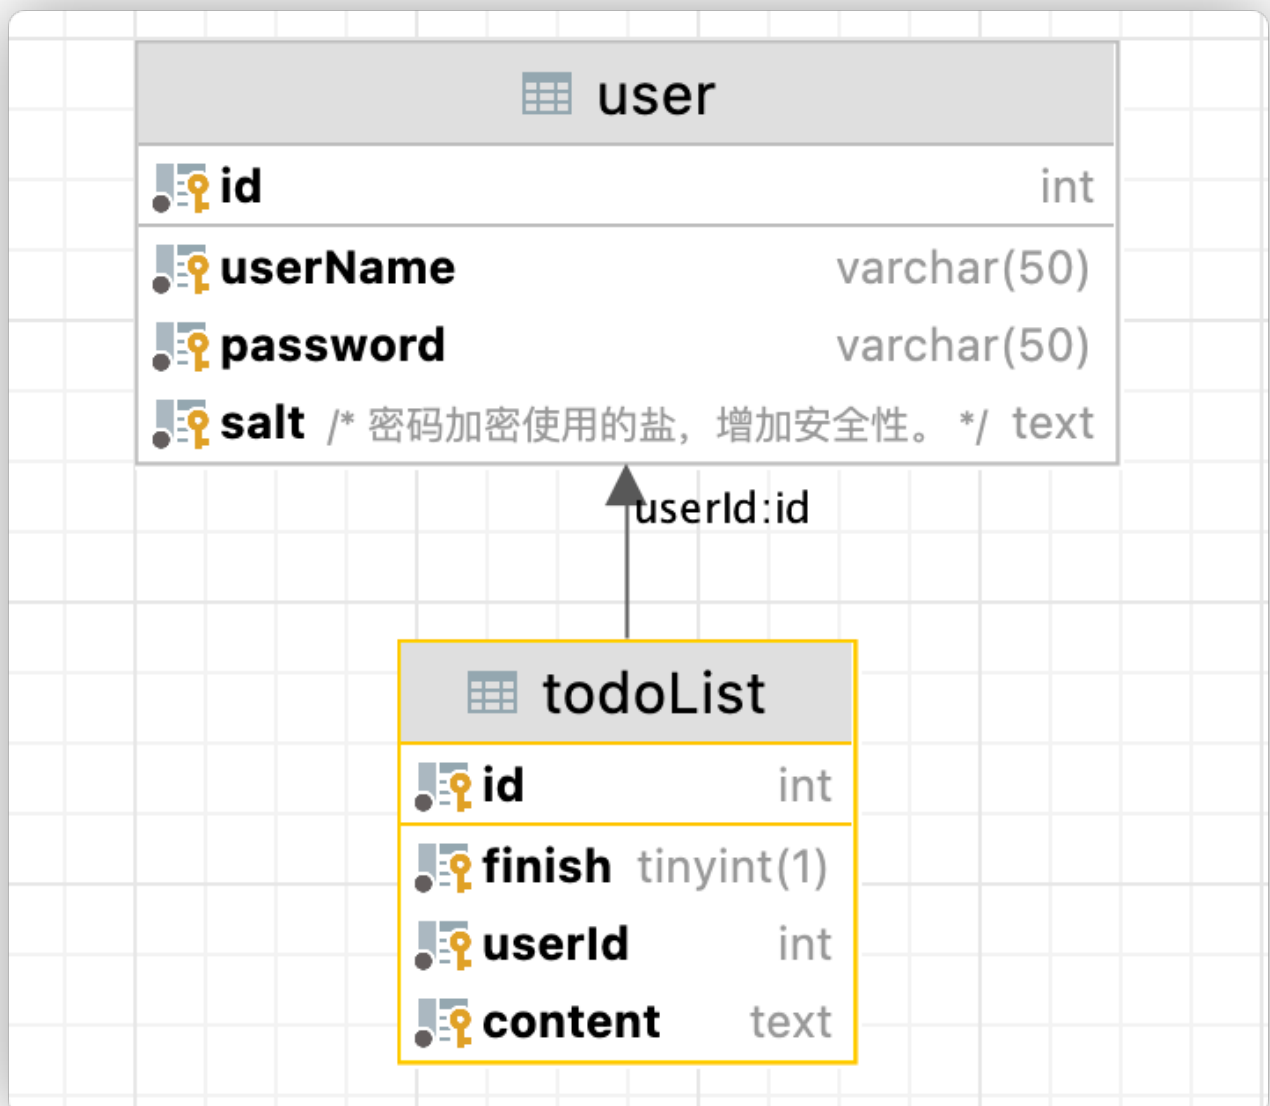 user
id int
userName varchar(50)
password varchar(50)
salt /* 密码加密使用的盐，增加安全性。 */ text
userId:id
todoList
id int
finish tinyint(1)
userId int
content text